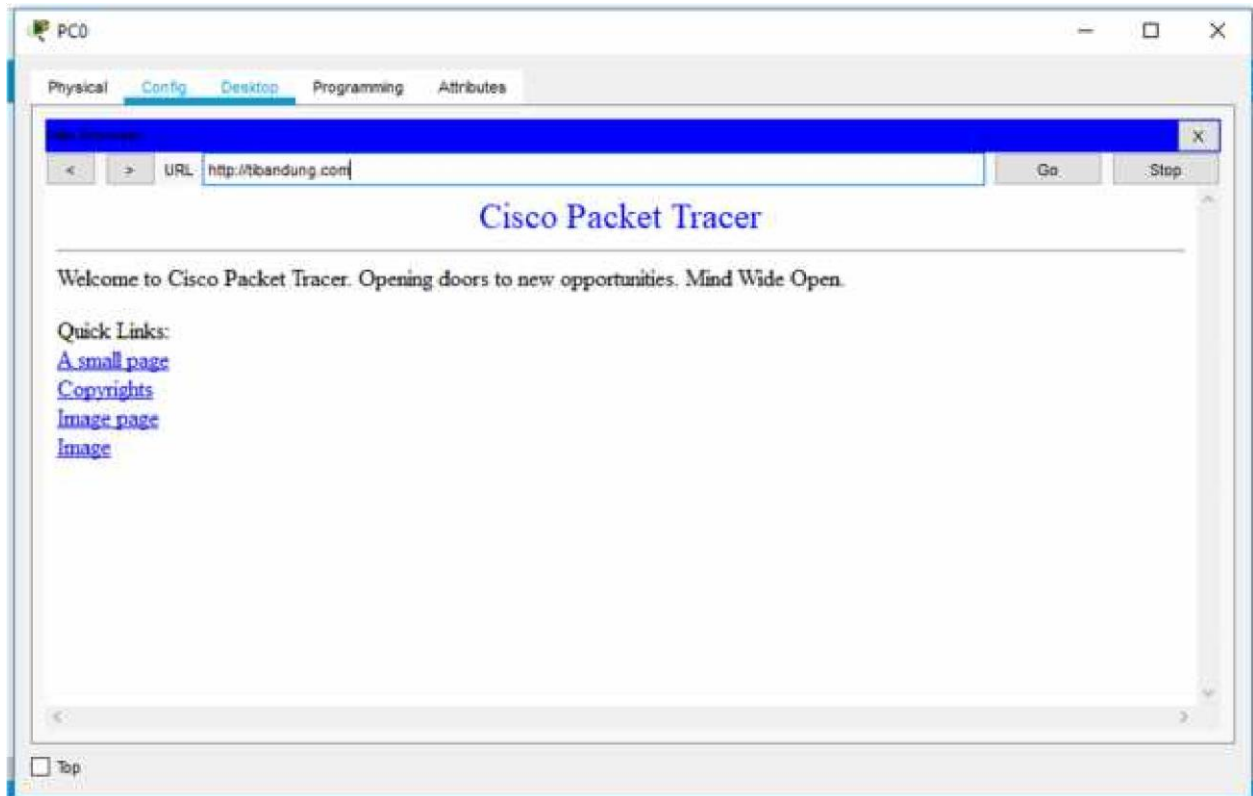 PC0
Physical Config Desktop Programming Attributes
X
< > URL http://tibandung.com Go Stop
Cisco Packet Tracer
Welcome to Cisco Packet Tracer. Opening doors to new opportunities. Mind Wide Open.
Quick Links:
A small page
Copyrights
Image page
Image
Top